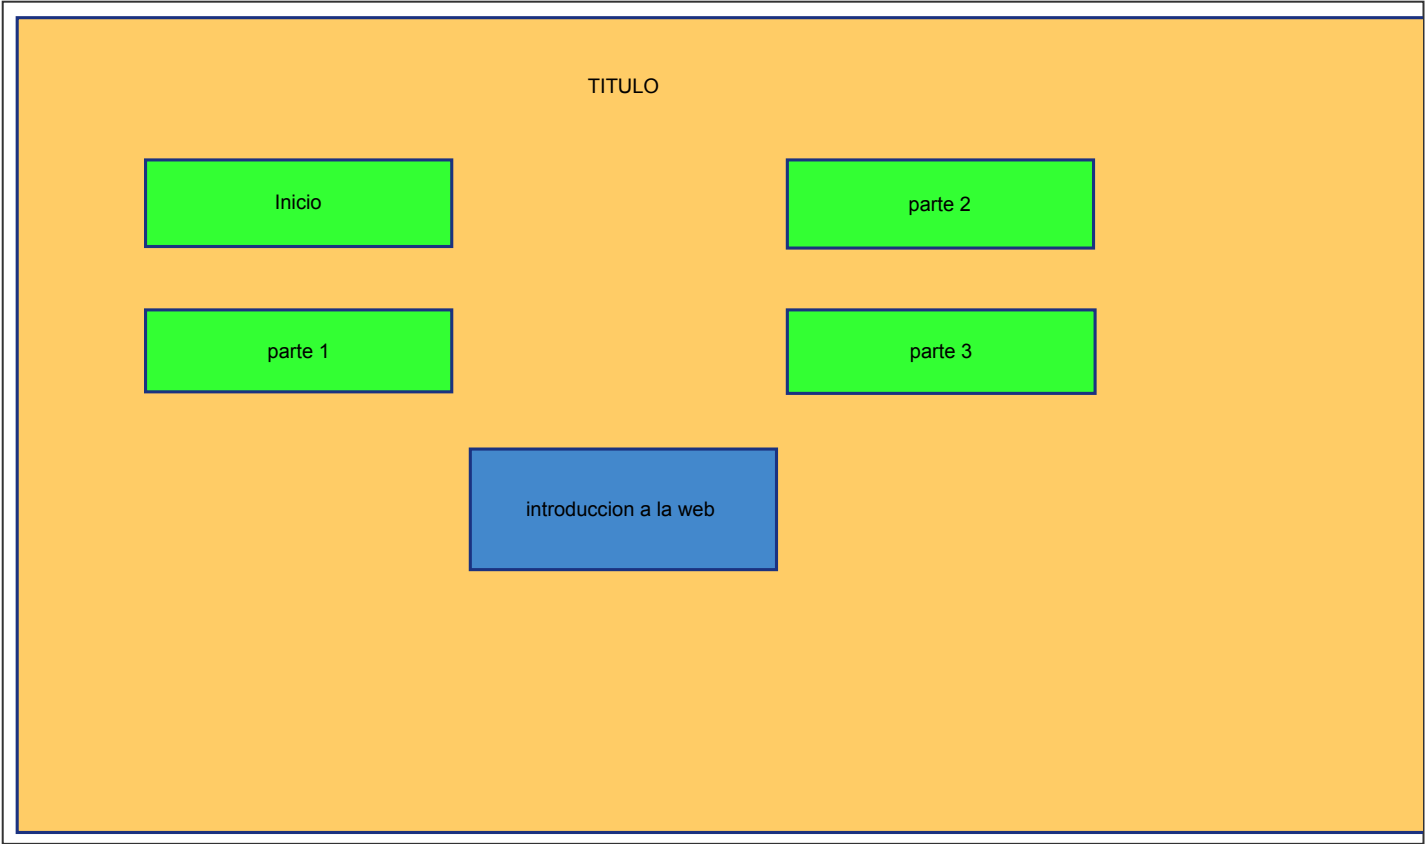 TITULO
Inicio
parte 2
parte 1
parte 3
introduccion a la web